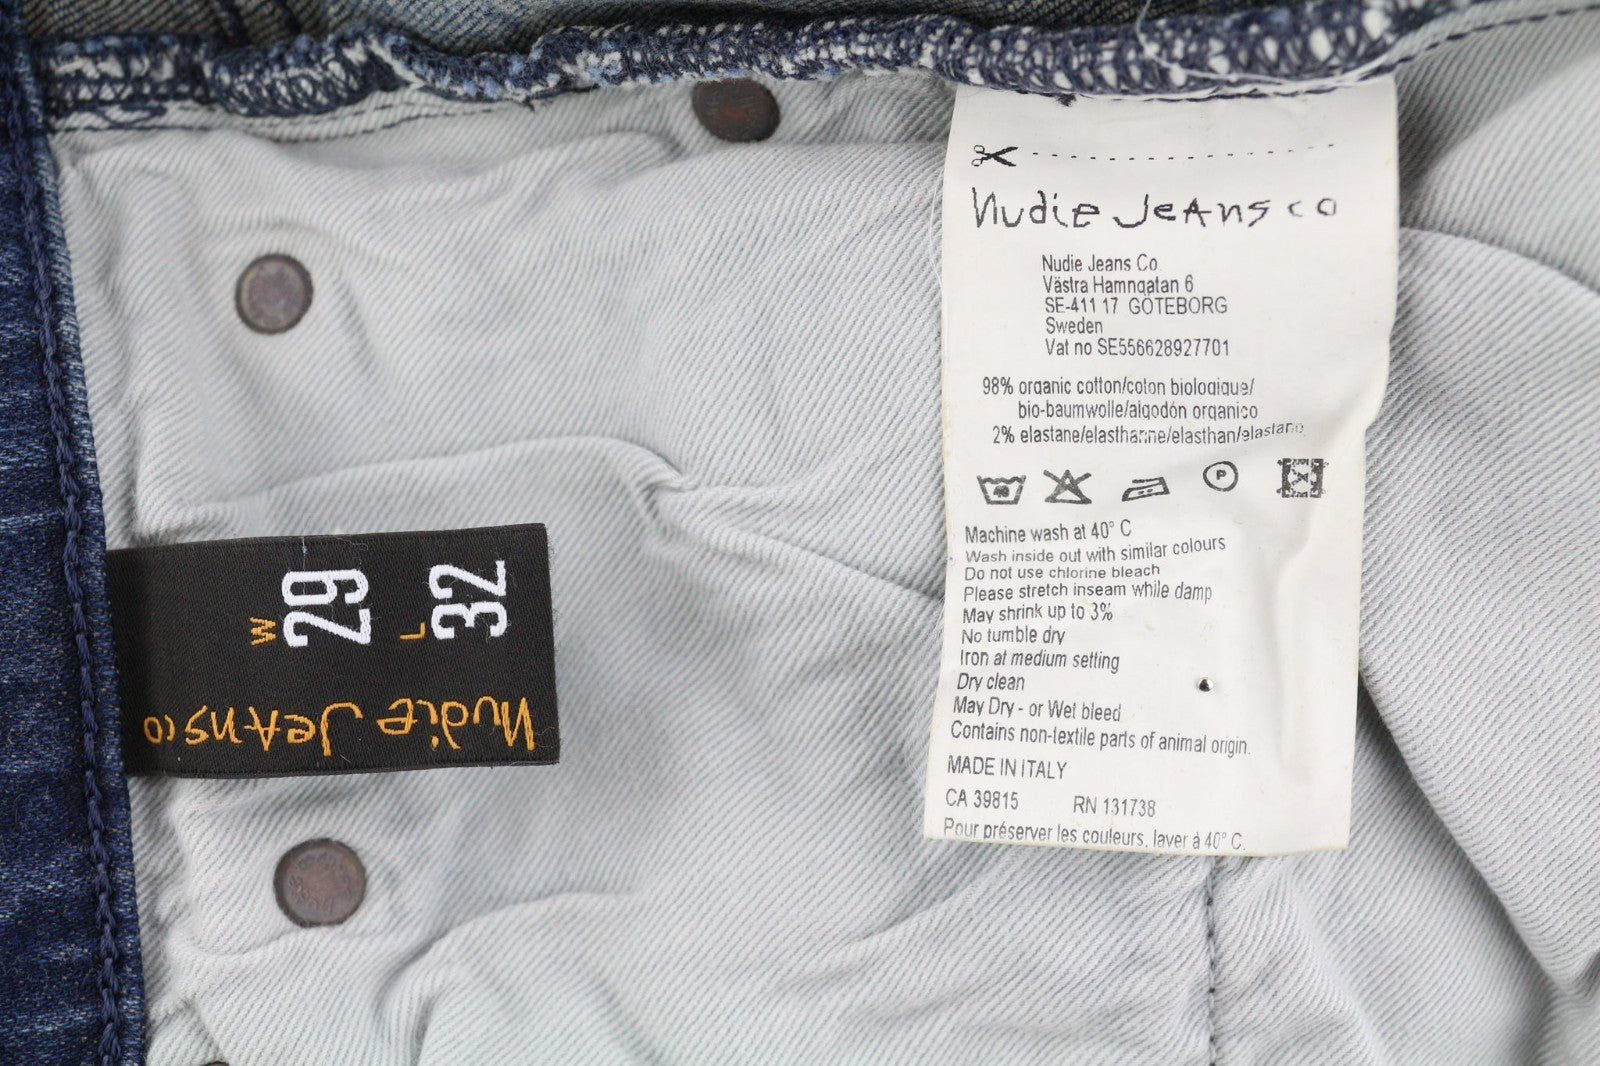 nudie jeans co
Nudie Jeans Co.
Västra Hamngatan 6
SE-411 17 GÖTEBORG
Sweden
Vat no SE556628927701
98% organic cotton/coton biologique/
bio-baumwolle/algodón organico
2% elastane/elasthanne/elasthan/elastano
P
Machine wash at 40° C
Wash inside out with similar colours
Do not use chlorine bleach
Please stretch inseam while damp
May shrink up to 3%
No tumble dry
Iron at medium setting
Dry clean
May Dry - or Wet bleed
Contains non-textile parts of animal origin.
MADE IN ITALY
CA 39815 RN 131738
Pour préserver les couleurs, laver à 40° C.
W 29
L 32
nudie jeans co